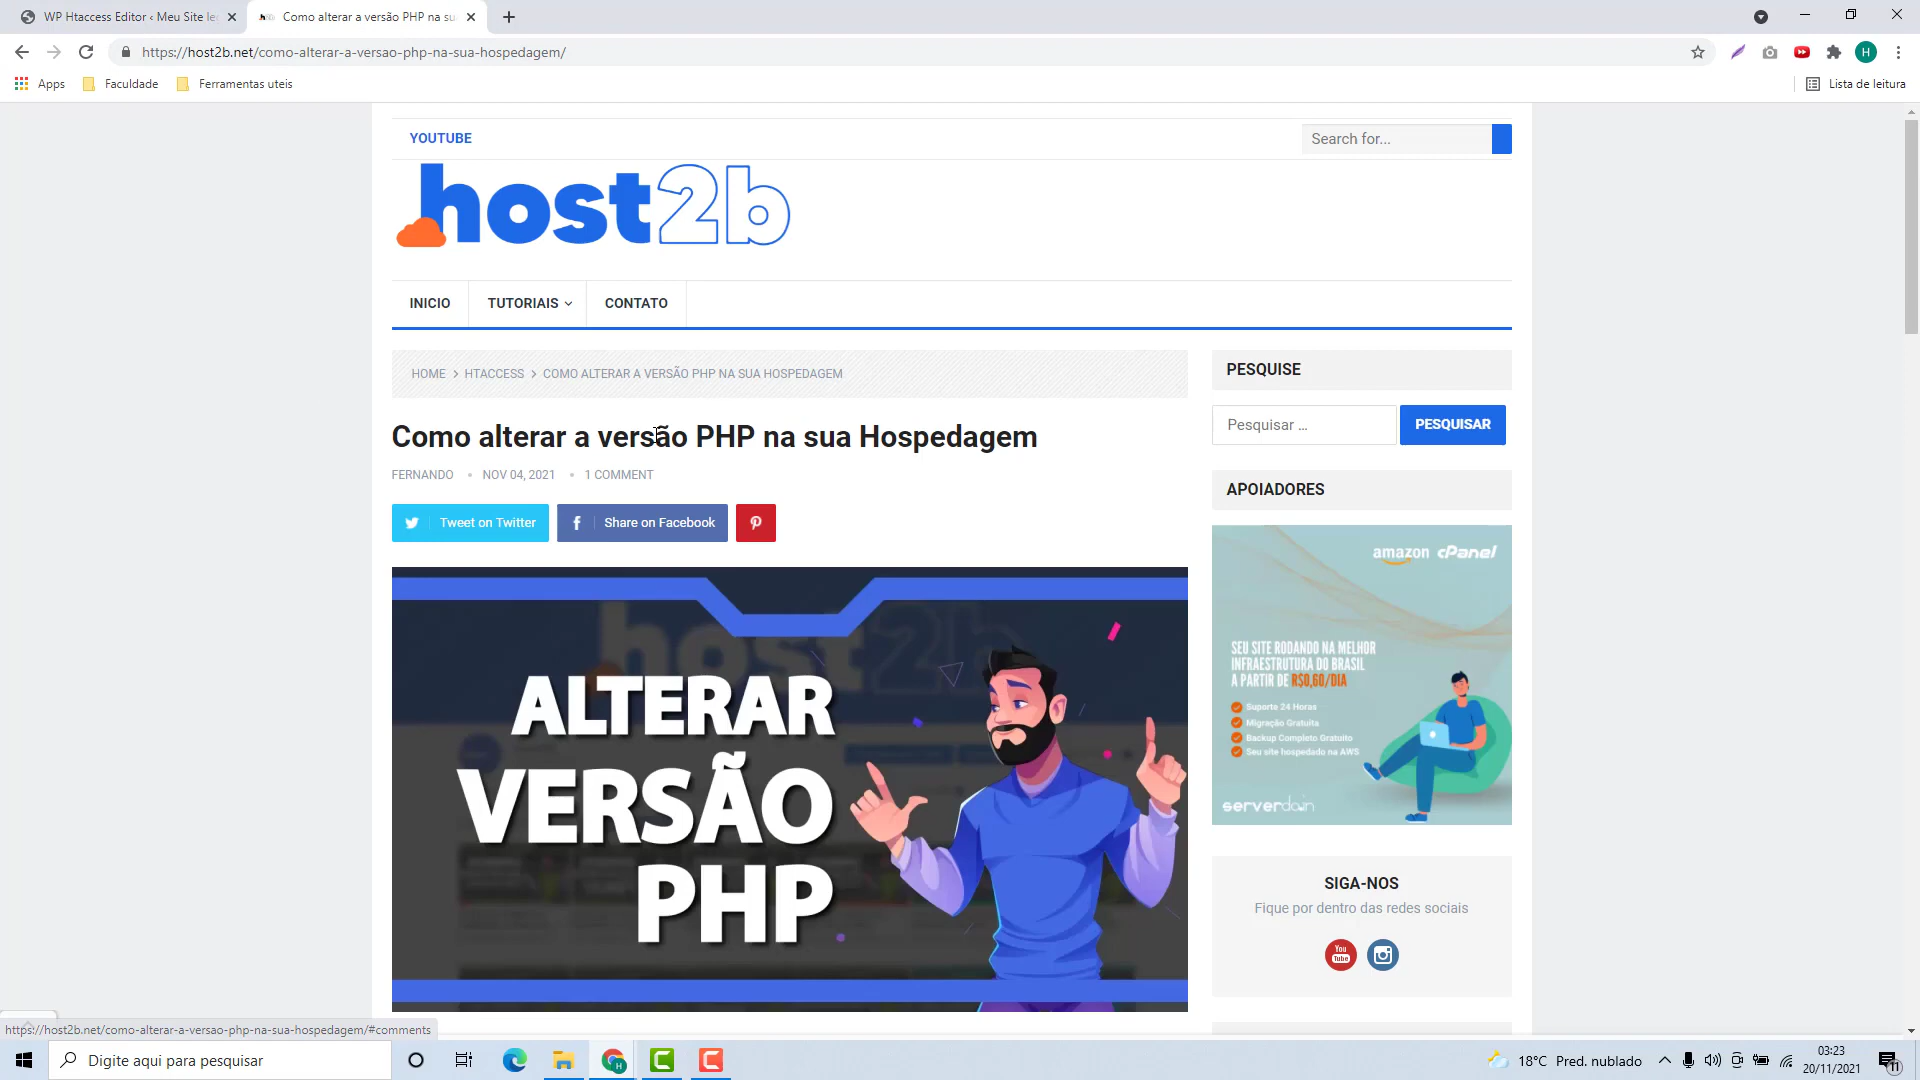 WP Htaccess Editor ‹ Meu Site le
Como alterar a versão PHP na su
https://host2b.net/como-alterar-a-versao-php-na-sua-hospedagem/
H
Apps
Faculdade
Ferramentas uteis
Lista de leitura
YOUTUBE
Search for...
host2b
INICIO
TUTORIAIS
CONTATO
HOME > HTACCESS > COMO ALTERAR A VERSÃO PHP NA SUA HOSPEDAGEM
Como alterar a versão PHP na sua Hospedagem
FERNANDO • NOV 04, 2021 • 1 COMMENT
Tweet on Twitter
Share on Facebook
ALTERAR
VERSÃO
PHP
PESQUISE
Pesquisar …
PESQUISAR
APOIADORES
amazon cPanel
SEU SITE RODANDO NA MELHOR
INFRAESTRUTURA DO BRASIL
A PARTIR DE R$0,60/DIA
Suporte 24 Horas
Migração Gratuita
Backup Completo Gratuito
Seu site hospedado na AWS
serverdoin
SIGA-NOS
Fique por dentro das redes sociais
You
Tube
https://host2b.net/como-alterar-a-versao-php-na-sua-hospedagem/#comments
Digite aqui para pesquisar
18°C Pred. nublado
03:23
20/11/2021
11